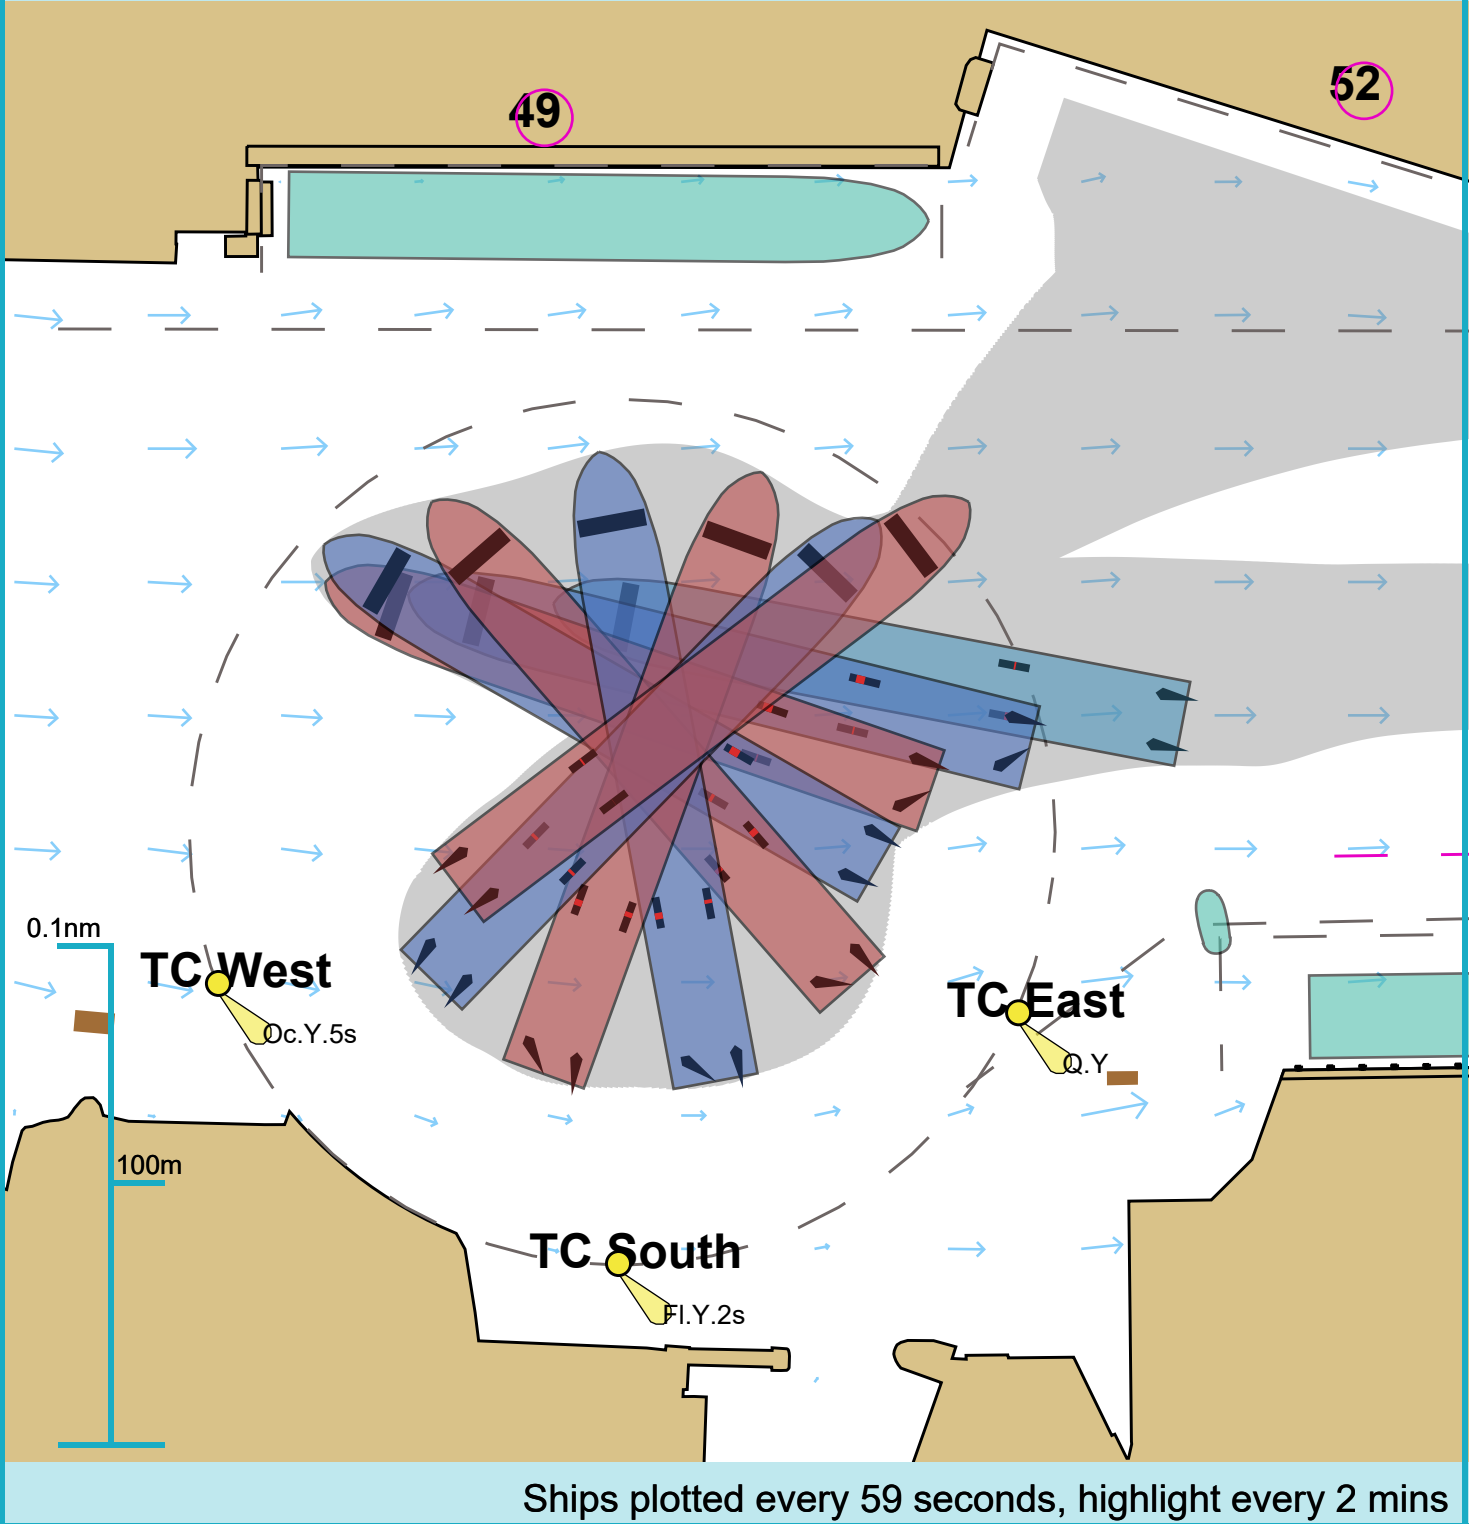 52
49
0.1nm
TC West
Oc.Y.5s
TC East
Q.Y
100m
TC South
Fl.Y.2s
Ships plotted every 59 seconds, highlight every 2 mins